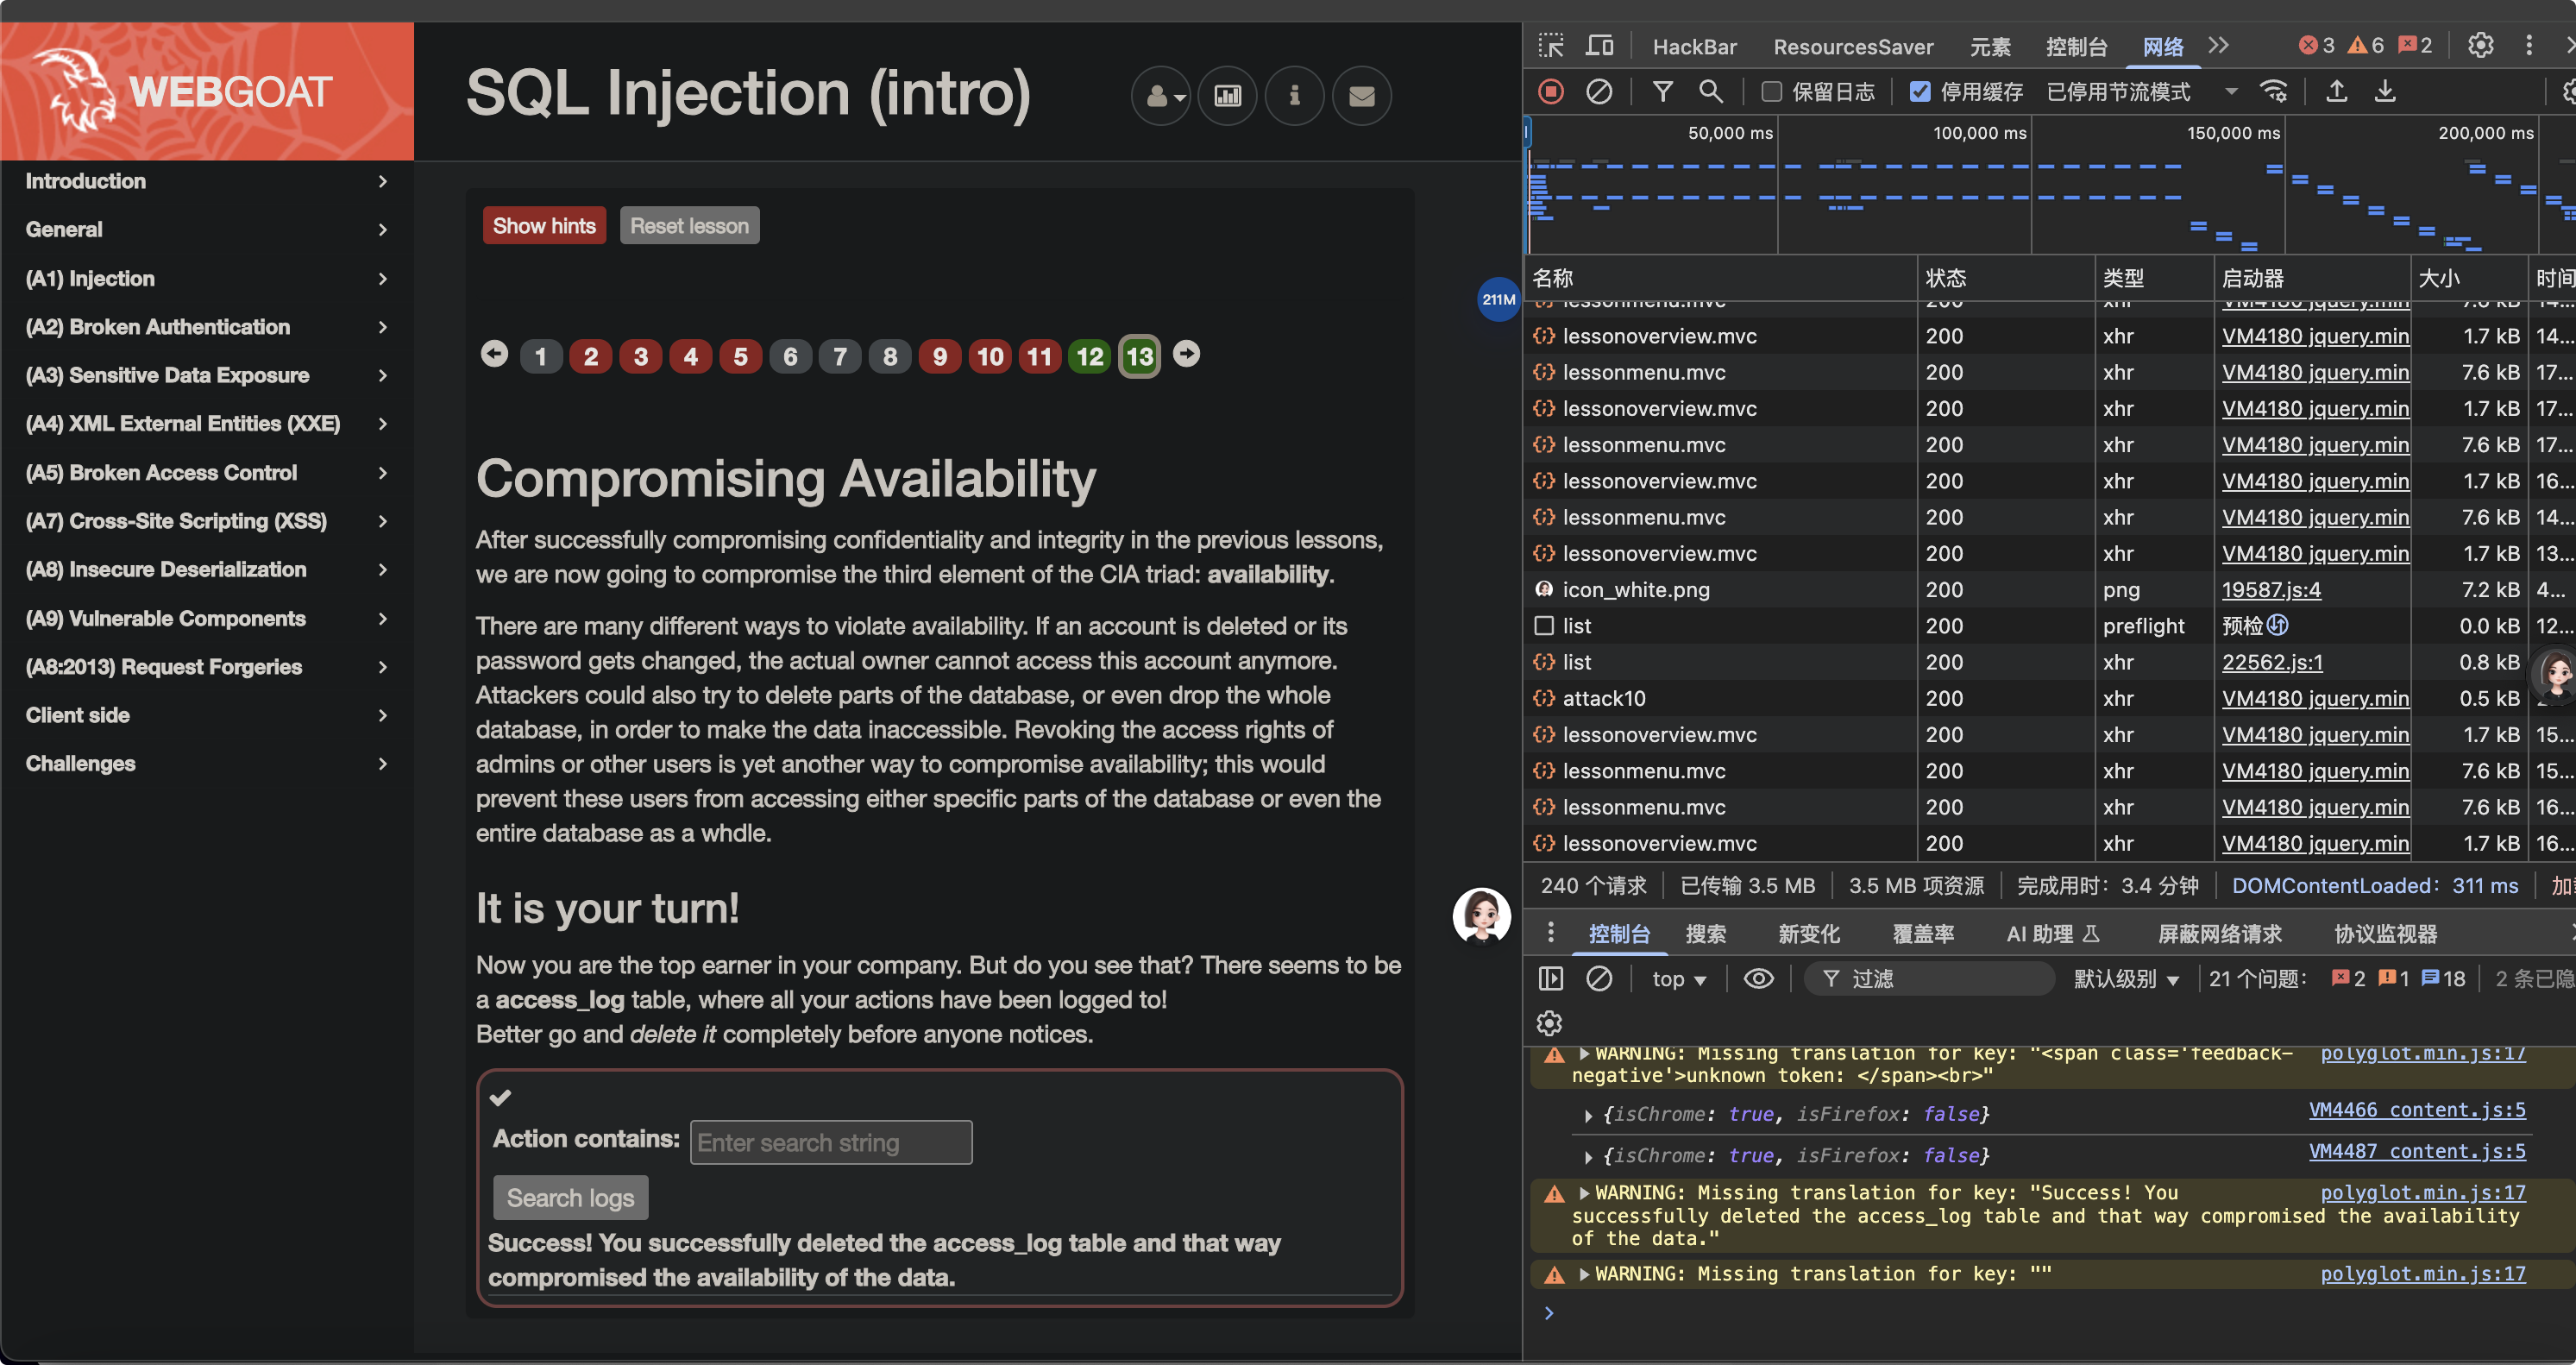 WEBGOAT
Introduction
General
(A1) Injection
(A2) Broken Authentication
(A3) Sensitive Data Exposure
(A4) XML External Entities (XXE)
(A5) Broken Access Control
(A7) Cross-Site Scripting (XSS)
(A8) Insecure Deserialization
(A9) Vulnerable Components
(A8:2013) Request Forgeries
Client side
Challenges
SQL Injection (intro)
Show hints Reset lesson
1 2 3 4 5 6 7 8 9 10 11 12 13
Compromising Availability
After successfully compromising confidentiality and integrity in the previous lessons,
we are now going to compromise the third element of the CIA triad: availability.
There are many different ways to violate availability. If an account is deleted or its
password gets changed, the actual owner cannot access this account anymore.
Attackers could also try to delete parts of the database, or even drop the whole
database, in order to make the data inaccessible. Revoking the access rights of
admins or other users is yet another way to compromise availability; this would
prevent these users from accessing either specific parts of the database or even the
entire database as a whdle.
It is your turn!
Now you are the top earner in your company. But do you see that? There seems to be
a access_log table, where all your actions have been logged to!
Better go and delete it completely before anyone notices.
Action contains: Enter search string
Search logs
Success! You successfully deleted the access_log table and that way
compromised the availability of the data.
211M
HackBar ResourcesSaver 元素 控制台 网络 3 6 2
保留日志 停用缓存 已停用节流模式
50,000 ms 100,000 ms 150,000 ms 200,000 ms
名称 状态 类型 启动器 大小 时间
lessonmenu.mvc 200 xhr VM4180 jquery.min 7.6 kB 14...
lessonoverview.mvc 200 xhr VM4180 jquery.min 1.7 kB 14...
lessonmenu.mvc 200 xhr VM4180 jquery.min 7.6 kB 17...
lessonoverview.mvc 200 xhr VM4180 jquery.min 1.7 kB 17...
lessonmenu.mvc 200 xhr VM4180 jquery.min 7.6 kB 17...
lessonoverview.mvc 200 xhr VM4180 jquery.min 1.7 kB 16...
lessonmenu.mvc 200 xhr VM4180 jquery.min 7.6 kB 14...
lessonoverview.mvc 200 xhr VM4180 jquery.min 1.7 kB 13...
icon_white.png 200 png 19587.js:4 7.2 kB 4...
list 200 preflight 预检 0.0 kB 12...
list 200 xhr 22562.js:1 0.8 kB
attack10 200 xhr VM4180 jquery.min 0.5 kB
lessonoverview.mvc 200 xhr VM4180 jquery.min 1.7 kB 15...
lessonmenu.mvc 200 xhr VM4180 jquery.min 7.6 kB 15...
lessonmenu.mvc 200 xhr VM4180 jquery.min 7.6 kB 16...
lessonoverview.mvc 200 xhr VM4180 jquery.min 1.7 kB 16...
240 个请求 已传输 3.5 MB 3.5 MB 项资源 完成用时：3.4 分钟 DOMContentLoaded：311 ms
控制台 搜索 新变化 覆盖率 AI 助理 屏蔽网络请求 协议监视器
top 过滤 默认级别 21 个问题： 2 1 18 2 条已隐
WARNING: Missing translation for key: "<span class='feedback- polyglot.min.js:17
negative'>unknown token: </span><br>"
{isChrome: true, isFirefox: false} VM4466 content.js:5
{isChrome: true, isFirefox: false} VM4487 content.js:5
WARNING: Missing translation for key: "Success! You polyglot.min.js:17
successfully deleted the access_log table and that way compromised the availability
of the data."
WARNING: Missing translation for key: "" polyglot.min.js:17